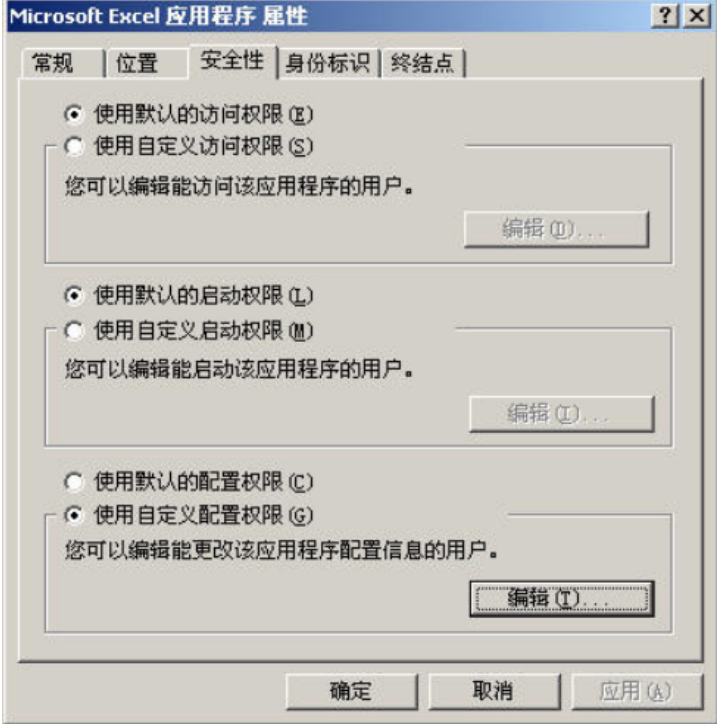 Microsoft Excel 应用程序 属性
常规 位置 安全性 身份标识 终结点
使用默认的访问权限(E)
使用自定义访问权限(S)
您可以编辑能访问该应用程序的用户。
编辑(D)...
使用默认的启动权限(L)
使用自定义启动权限(M)
您可以编辑能启动该应用程序的用户。
编辑(I)...
使用默认的配置权限(C)
使用自定义配置权限(G)
您可以编辑能更改该应用程序配置信息的用户。
编辑(T)...
确定 取消 应用(A)